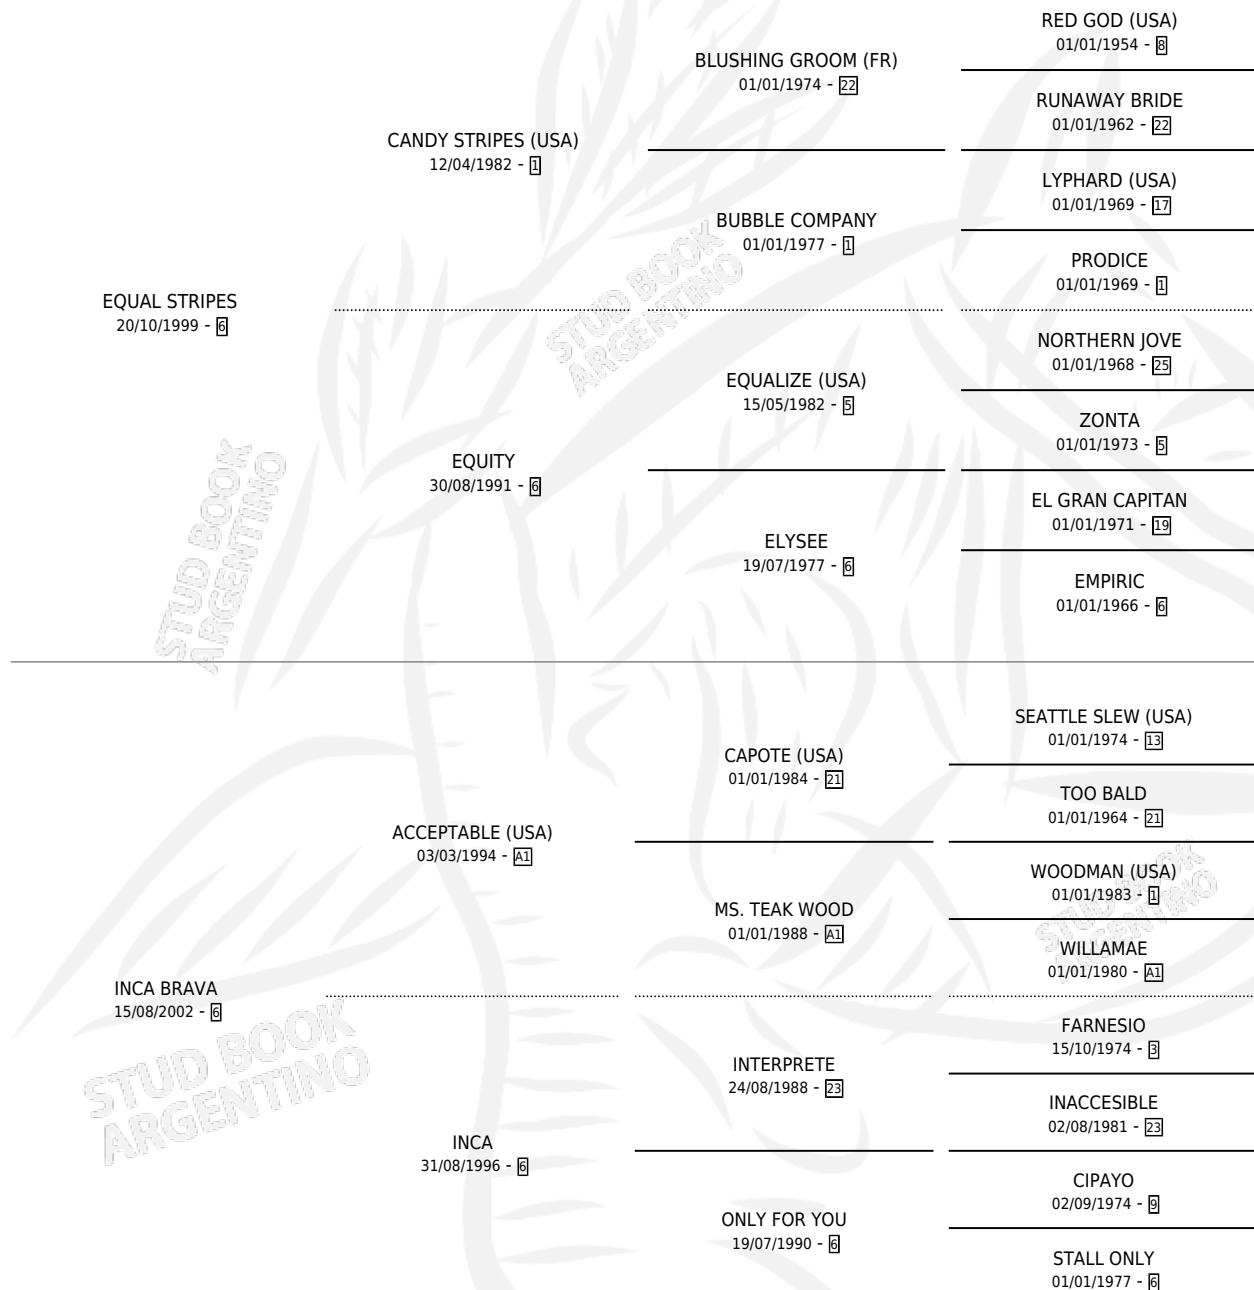 RED GOD (USA)
01/01/1954 - 8
BLUSHING GROOM (FR)
01/01/1974 - 22
RUNAWAY BRIDE
01/01/1962 - 22
CANDY STRIPES (USA)
12/04/1982 - 1
LYPHARD (USA)
01/01/1969 - 17
BUBBLE COMPANY
01/01/1977 - 1
PRODICE
01/01/1969 - 1
EQUAL STRIPES
20/10/1999 - 6
NORTHERN JOVE
01/01/1968 - 25
EQUALIZE (USA)
15/05/1982 - 5
ZONTA
01/01/1973 - 5
EQUITY
30/08/1991 - 6
EL GRAN CAPITAN
01/01/1971 - 19
ELYSEE
19/07/1977 - 6
EMPIRIC
01/01/1966 - 6
SEATTLE SLEW (USA)
01/01/1974 - 13
CAPOTE (USA)
01/01/1984 - 21
TOO BALD
01/01/1964 - 21
ACCEPTABLE (USA)
03/03/1994 - A1
WOODMAN (USA)
01/01/1983 - 1
MS. TEAK WOOD
01/01/1988 - A1
WILLAMAE
01/01/1980 - A1
INCA BRAVA
15/08/2002 - 6
FARNESIO
15/10/1974 - 3
INTERPRETE
24/08/1988 - 23
INACCESIBLE
02/08/1981 - 23
INCA
31/08/1996 - 6
CIPAYO
02/09/1974 - 9
ONLY FOR YOU
19/07/1990 - 6
STALL ONLY
01/01/1977 - 6
STUD BOOK
ARGENTINO
STUD BOOK
ARGENTINO
STUD BOOK
ARGENTINO
STUD BOOK
ARGENTINO